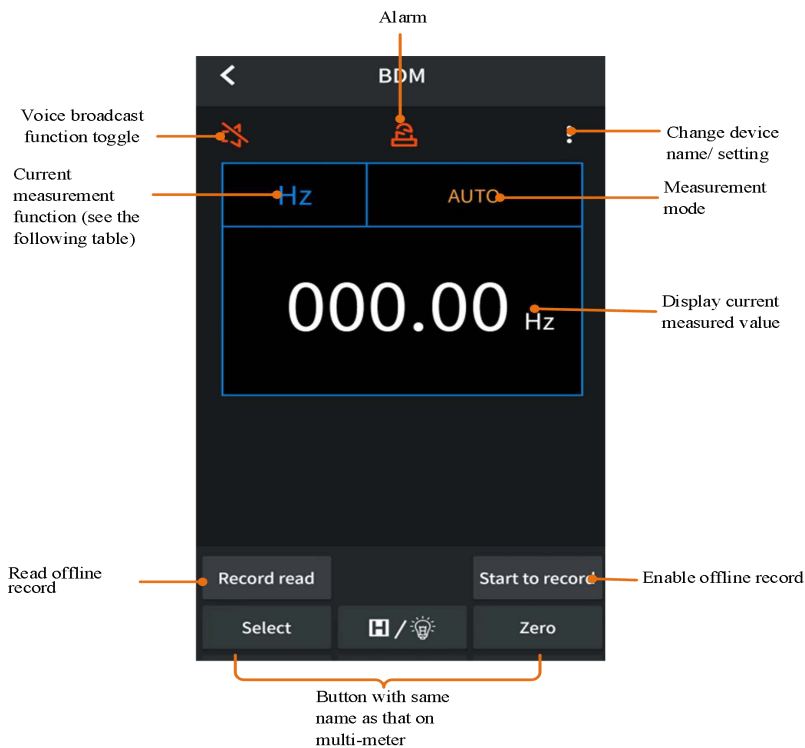 Alarm
BDM
Voice broadcast
function toggle
Change device
name/ setting
Current
measurement
function (see the
following table)
Hz
AUTO
Measurement
mode
000.00 Hz
Display current
measured value
Read offline
record
Record read
Start to record
Enable offline record
Select
H /
Zero
Button with same
name as that on
multi-meter